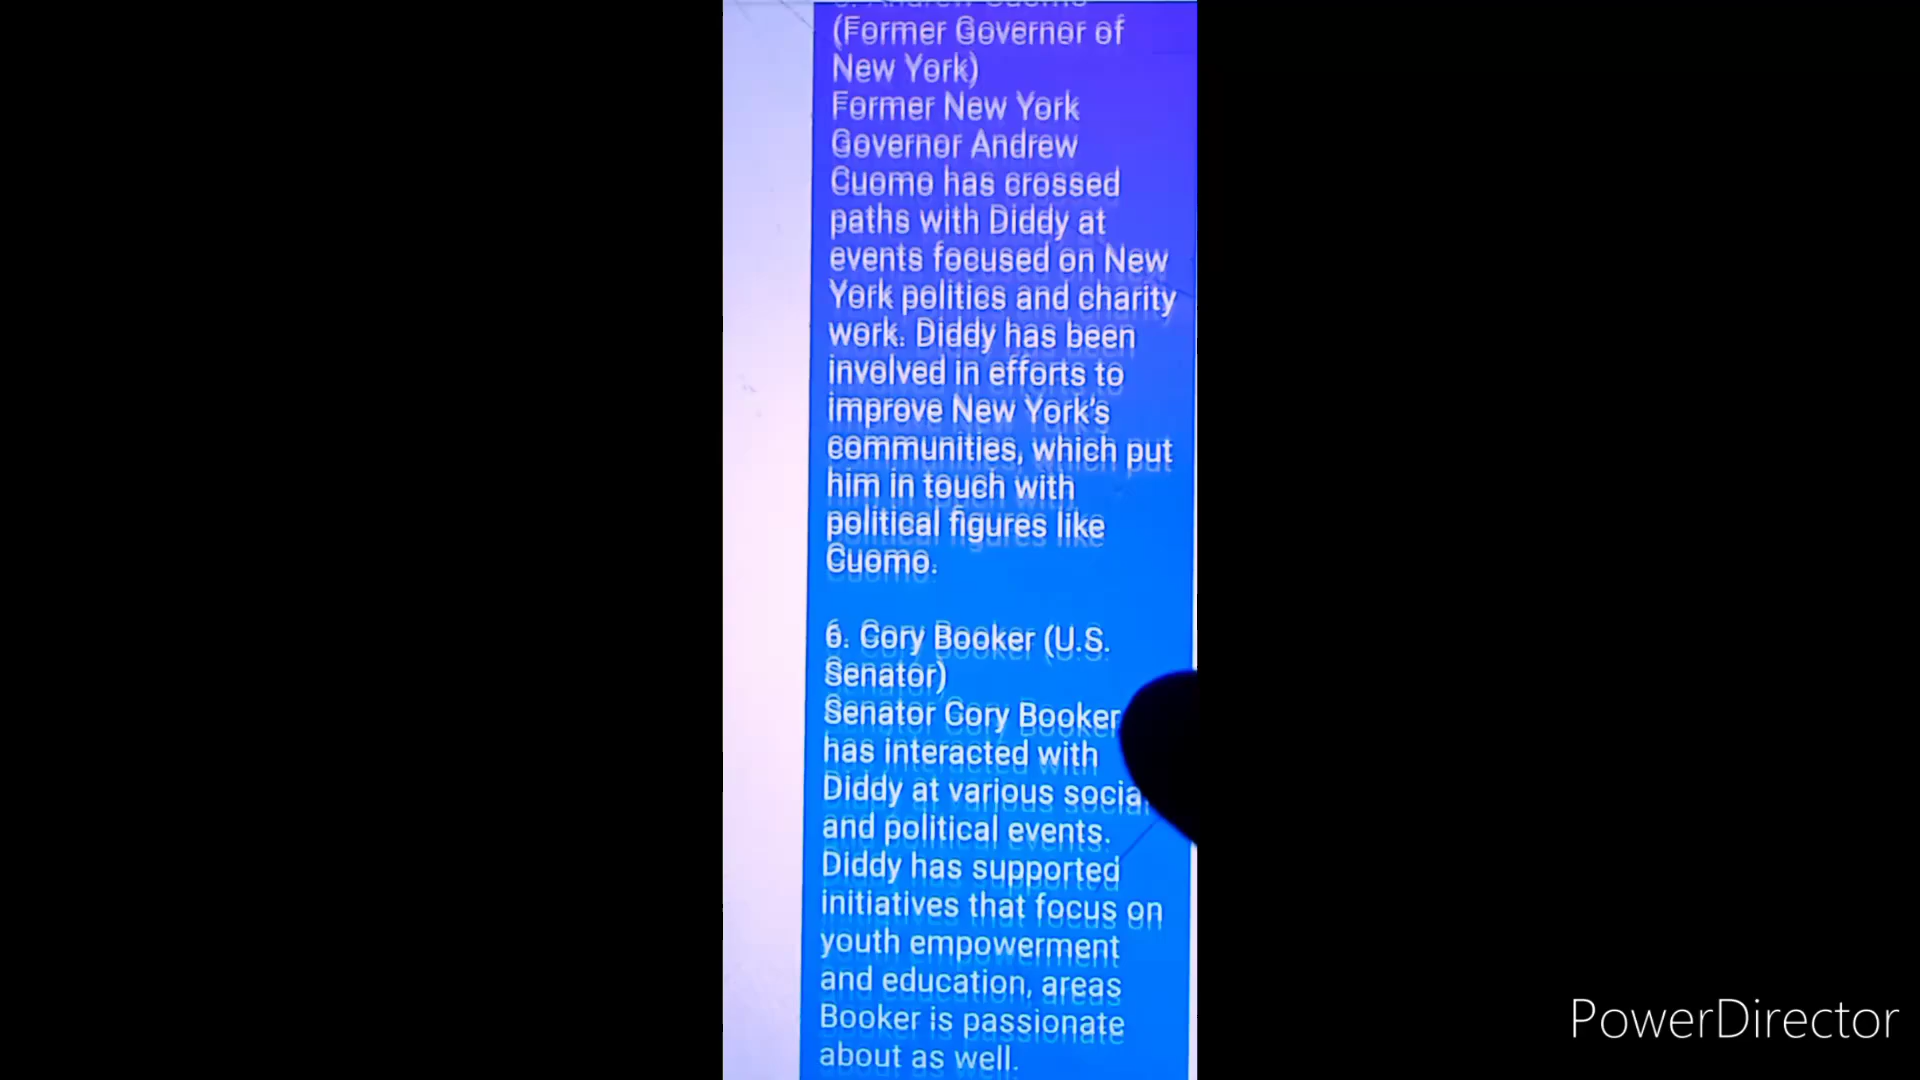 5. Andrew Cuomo
(Former Governor of
New York)
Former New York
Governor Andrew
Cuomo has crossed
paths with Diddy at
events focused on New
York politics and charity
work. Diddy has been
involved in efforts to
improve New York's
communities, which put
him in touch with
political figures like
Cuomo.
6. Cory Booker (U.S.
Senator)
Senator Cory Booker
has interacted with
Diddy at various social
and political events.
Diddy has supported
initiatives that focus on
youth empowerment
and education, areas
Booker is passionate
about as well.
PowerDirector